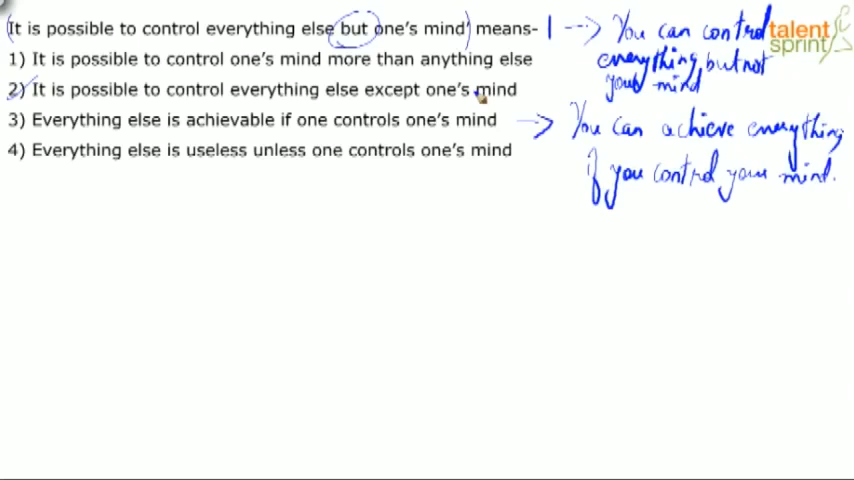 'It is possible to control everything else but one's mind' means- | --> You can control
talent
sprint
everything, but not
your mind
1) It is possible to control one's mind more than anything else
2) It is possible to control everything else except one's mind
3) Everything else is achievable if one controls one's mind --> You can achieve everything
if you control your mind.
4) Everything else is useless unless one controls one's mind